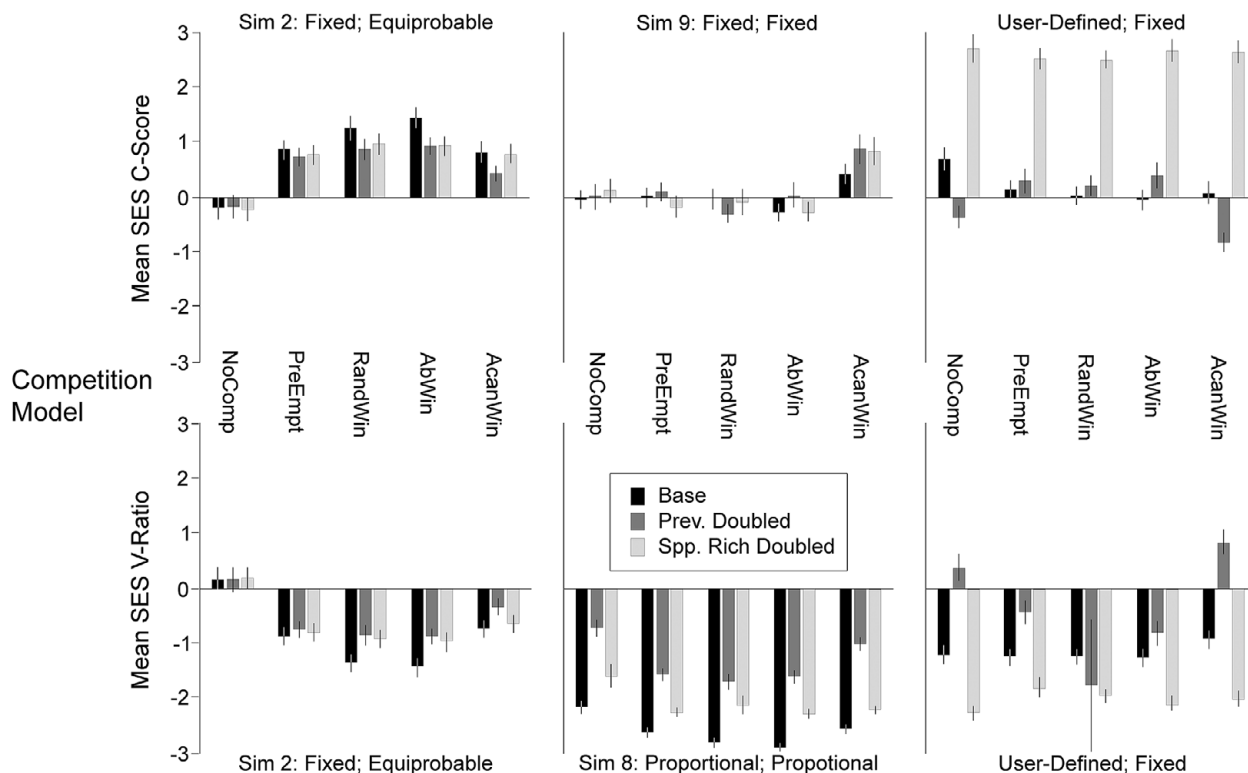 Sim 2: Fixed; Equiprobable
Sim 9: Fixed; Fixed
User-Defined; Fixed
Mean SES C-Score
3
2
1
0
-1
-2
-3
Competition
Model
NoComp
PreEmpt
RandWin
AbWin
AcanWin
NoComp
PreEmpt
RandWin
AbWin
AcanWin
NoComp
PreEmpt
RandWin
AbWin
AcanWin
Mean SES V-Ratio
3
2
1
0
-1
-2
-3
Base
Prev. Doubled
Spp. Rich Doubled
Sim 2: Fixed; Equiprobable
Sim 8: Proportional; Propotional
User-Defined; Fixed